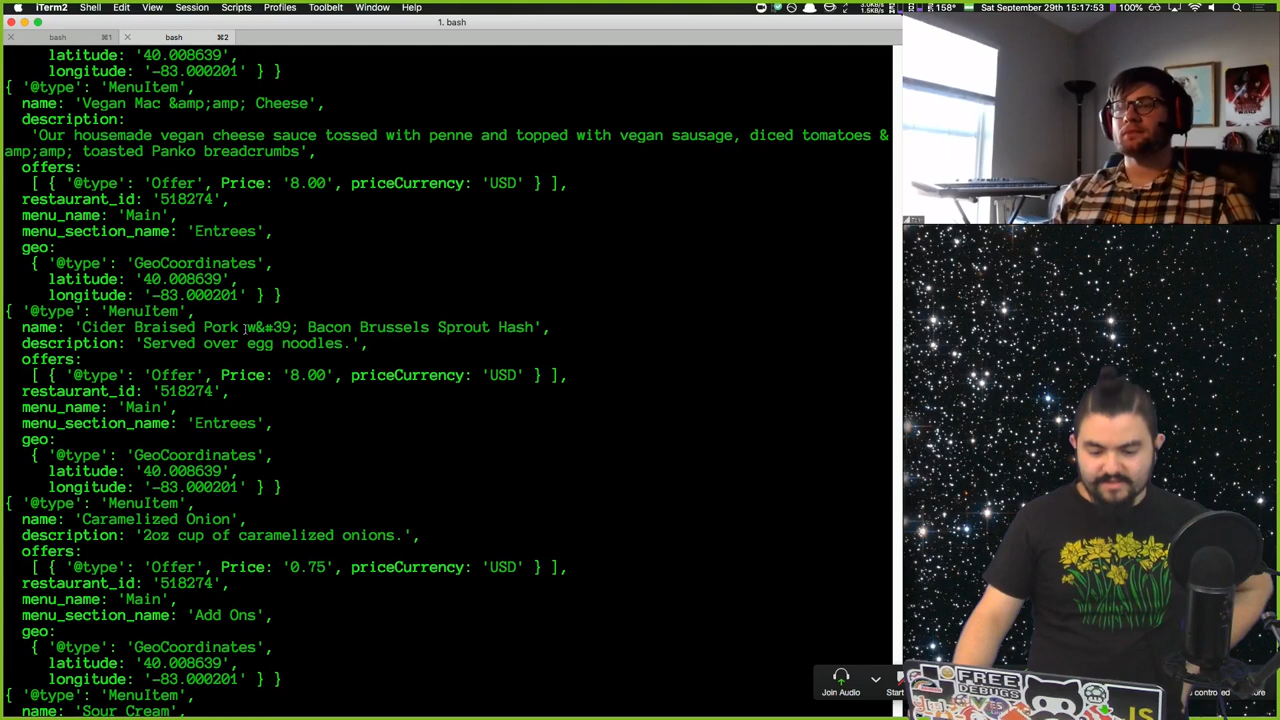 iTerm2 Shell Edit View Session Scripts Profiles Toolbelt Window Help
158° Sat September 29th 15:17:53 100%
1. bash
bash ⌘1 bash ⌘2
latitude: '40.008639',
longitude: '-83.000201' } }
{ '@type': 'MenuItem',
name: 'Vegan Mac &amp;amp; Cheese',
description:
'Our housemade vegan cheese sauce tossed with penne and topped with vegan sausage, diced tomatoes &
amp;amp; toasted Panko breadcrumbs',
offers:
[ { '@type': 'Offer', Price: '8.00', priceCurrency: 'USD' } ],
restaurant_id: '518274',
menu_name: 'Main',
menu_section_name: 'Entrees',
geo:
{ '@type': 'GeoCoordinates',
latitude: '40.008639',
longitude: '-83.000201' } }
{ '@type': 'MenuItem',
name: 'Cider Braised Pork w&#39; Bacon Brussels Sprout Hash',
description: 'Served over egg noodles.',
offers:
[ { '@type': 'Offer', Price: '8.00', priceCurrency: 'USD' } ],
restaurant_id: '518274',
menu_name: 'Main',
menu_section_name: 'Entrees',
geo:
{ '@type': 'GeoCoordinates',
latitude: '40.008639',
longitude: '-83.000201' } }
{ '@type': 'MenuItem',
name: 'Caramelized Onion',
description: '2oz cup of caramelized onions.',
offers:
[ { '@type': 'Offer', Price: '0.75', priceCurrency: 'USD' } ],
restaurant_id: '518274',
menu_name: 'Main',
menu_section_name: 'Add Ons',
geo:
{ '@type': 'GeoCoordinates',
latitude: '40.008639',
longitude: '-83.000201' } }
{ '@type': 'MenuItem',
name: 'Sour Cream',
Join Audio
FREE
DEBUGS
JS